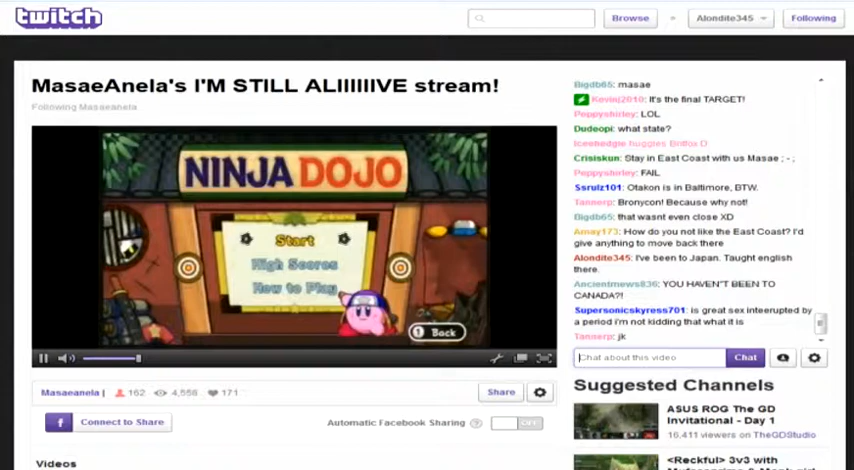 twitch
Browse
Alondite345
Following
MasaeAnela's I'M STILL ALIIIIIIVE stream!
Following Masaeanela
NINJA DOJO
Start
High Scores
How to Play
1 Back
Masaeanela |
162
4,556
171
Share
f Connect to Share
Automatic Facebook Sharing ?
OFF
Videos
Bigdb65: masae
Kevinj2010: It's the final TARGET!
Peppyshirley: LOL
Dudeopi: what state?
Icehedgie huggles Britfox D
Crisiskun: Stay in East Coast with us Masae ; - ;
Peppyshirley: FAIL
Ssrulz101: Otakon is in Baltimore, BTW.
Tannerp: Bronycon! Because why not!
Bigdb65: that wasnt even close XD
Amay173: How do you not like the East Coast? I'd
give anything to move back there
Alondite345: I've been to Japan. Taught english
there.
Ancientmews836: YOU HAVEN'T BEEN TO
CANADA?!
Supersonicskyress701: is great sex inteerupted by
a period i'm not kidding that what it is
Tannerp: jk
Chat about this video
Chat
Suggested Channels
ASUS ROG The GD
Invitational - Day 1
16,411 viewers on TheGDStudio
<Reckful> 3v3 with